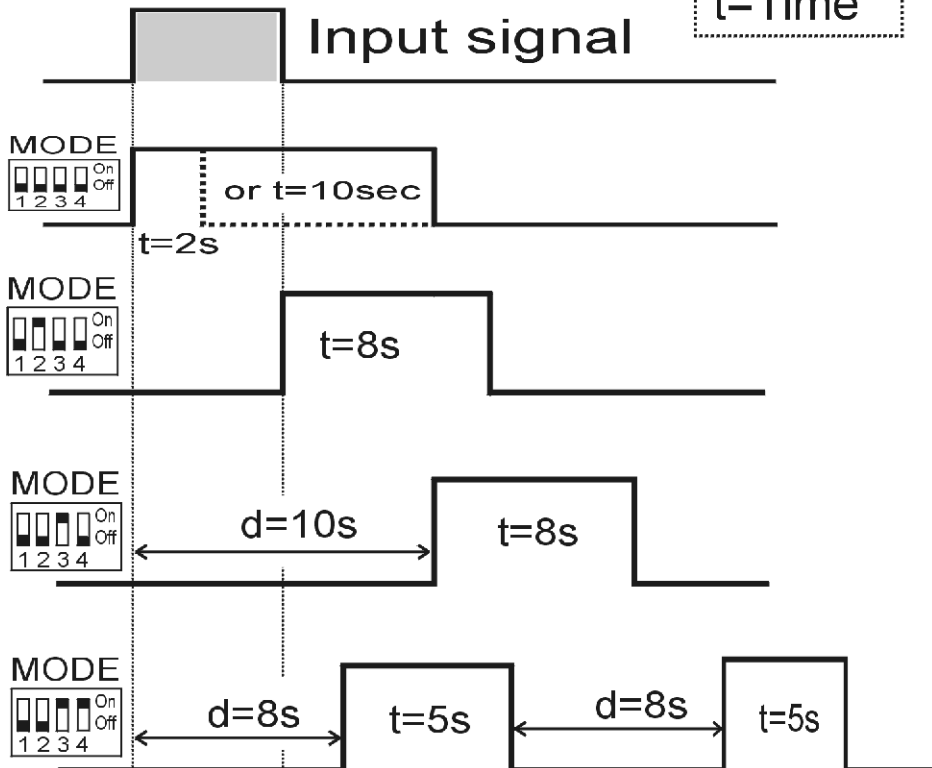 t=Time
Input signal
MODE
On
Off
1 2 3 4
or t=10sec
t=2s
MODE
On
Off
1 2 3 4
t=8s
MODE
On
Off
1 2 3 4
d=10s
t=8s
MODE
On
Off
1 2 3 4
d=8s
t=5s
d=8s
t=5s